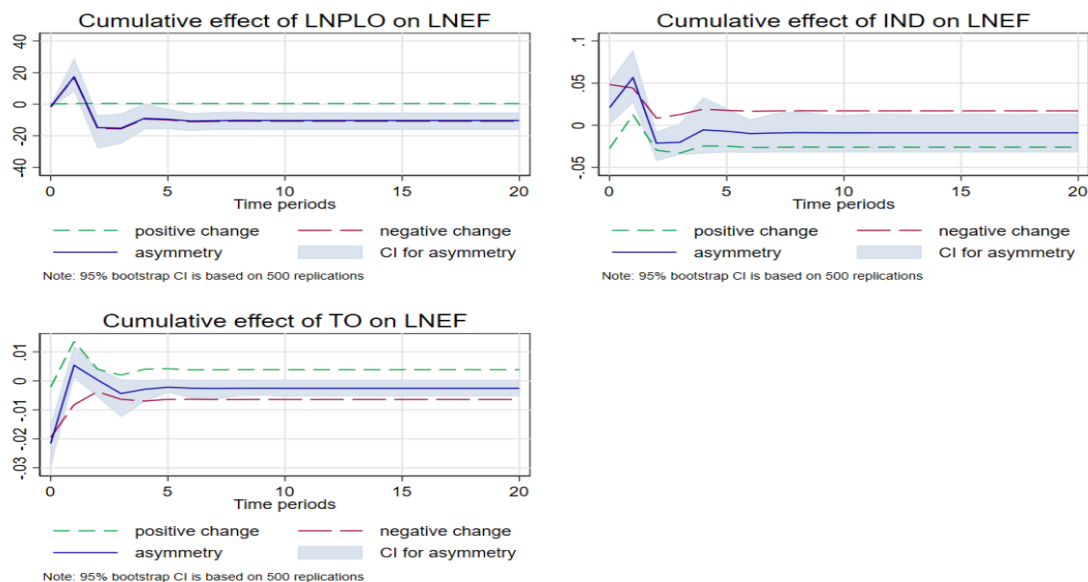 Cumulative effect of LNPLO on LNEF
40
20
0
-20
-40
0 5 10 15 20
Time periods
positive change negative change
asymmetry CI for asymmetry
Note: 95% bootstrap CI is based on 500 replications
Cumulative effect of IND on LNEF
.1
.05
0
-.05
0 5 10 15 20
Time periods
positive change negative change
asymmetry CI for asymmetry
Note: 95% bootstrap CI is based on 500 replications
Cumulative effect of TO on LNEF
.01
0
-.01
-.02
-.03
0 5 10 15 20
Time periods
positive change negative change
asymmetry CI for asymmetry
Note: 95% bootstrap CI is based on 500 replications